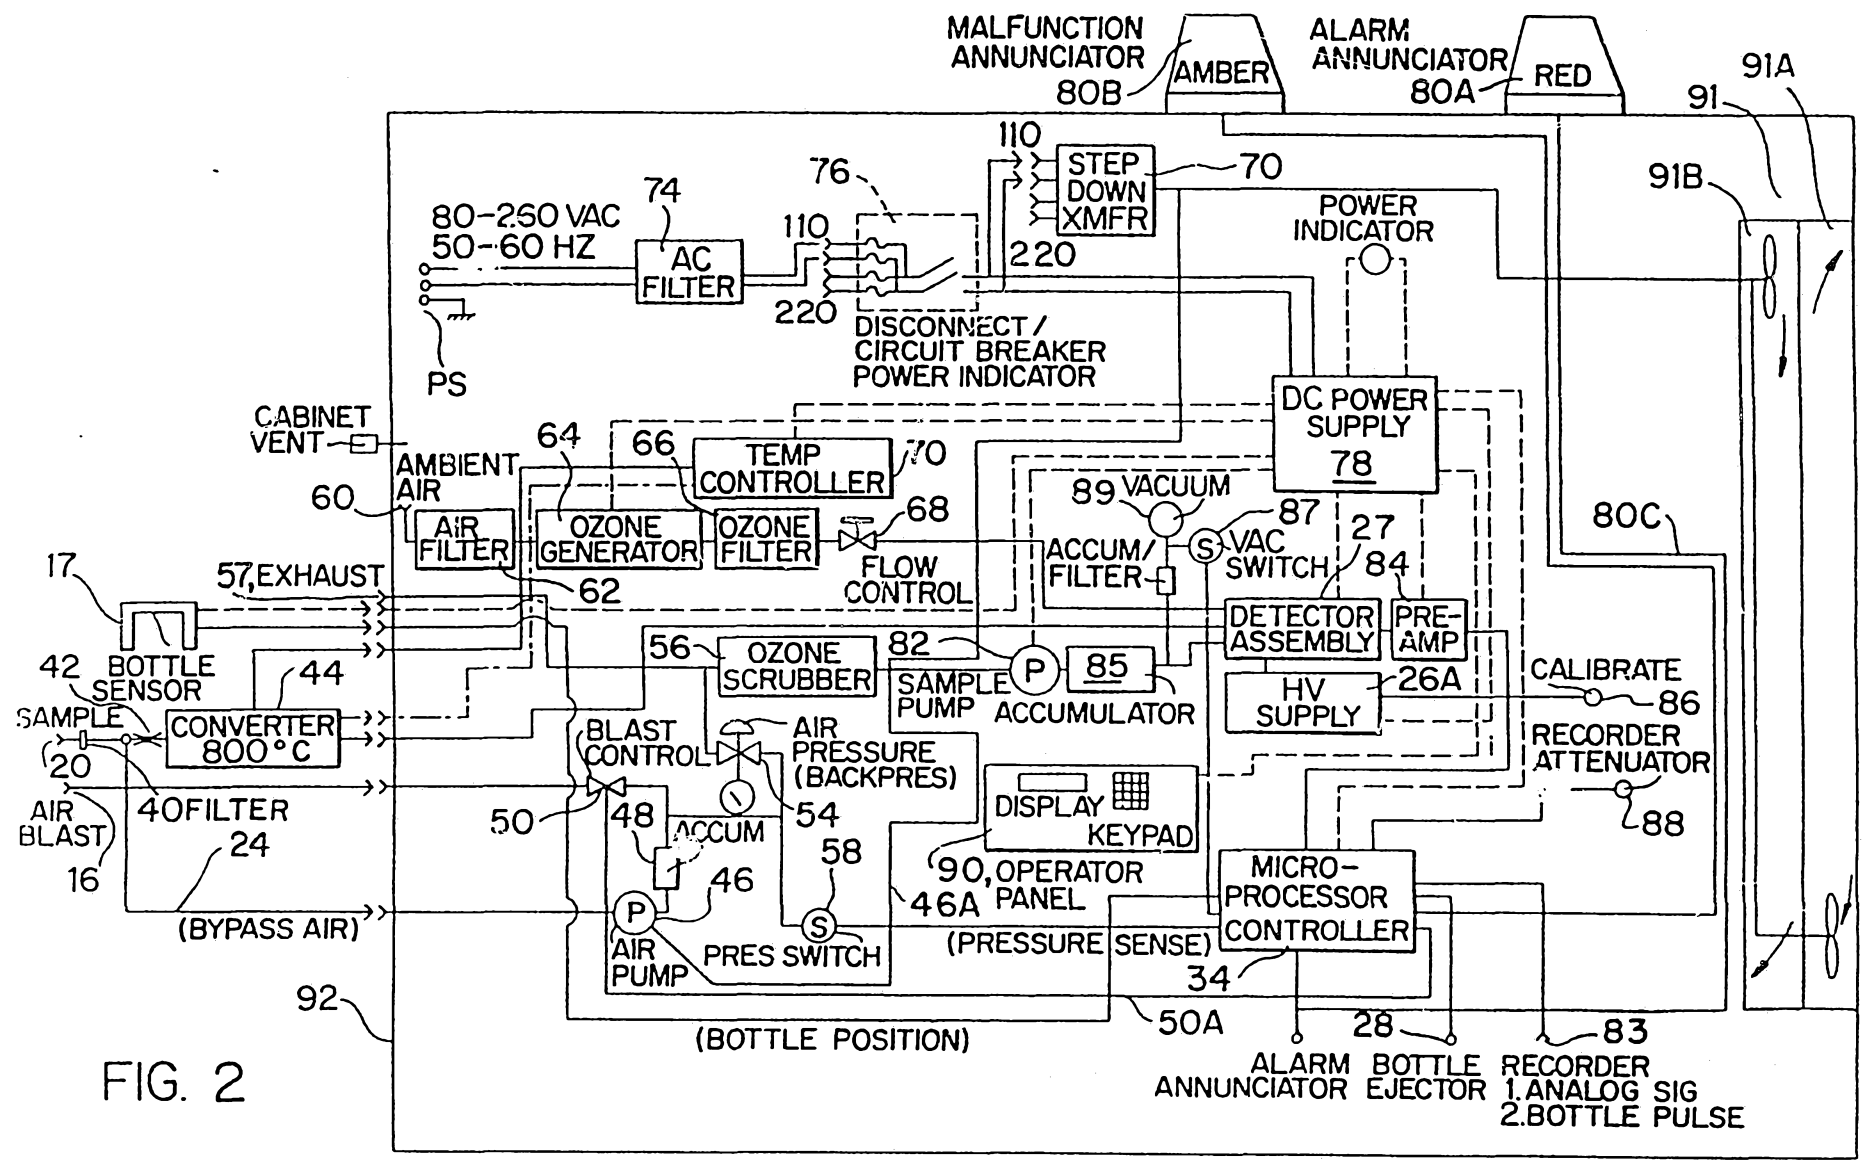 MALFUNCTION
ANNUNCIATOR
80B
AMBER
ALARM
ANNUNCIATOR
80A
RED
91A
91
91B
110
STEP
DOWN
XMFR
70
76
74
80-260 VAC
50-60 HZ
AC
FILTER
110
220
220
POWER
INDICATOR
DISCONNECT/
CIRCUIT BREAKER
POWER INDICATOR
PS
CABINET
VENT
DC POWER
SUPPLY
78
64
66
TEMP
CONTROLLER
70
AMBIENT
AIR
60
AIR
FILTER
62
OZONE
GENERATOR
OZONE
FILTER
68
FLOW
CONTROL
89
VACUUM
87
S
VAC
SWITCH
ACCUM/
FILTER
27
84
80C
17
57, EXHAUST
BOTTLE
SENSOR
DETECTOR
ASSEMBLY
PRE-
AMP
56
OZONE
SCRUBBER
82
P
85
SAMPLE
PUMP
ACCUMULATOR
HV
SUPPLY
26A
CALIBRATE
86
42
44
SAMPLE
20
CONVERTER
800°C
40 FILTER
AIR
BLAST
16
24
(BYPASS AIR)
BLAST
CONTROL
50
AIR
PRESSURE
(BACKPRES)
54
48
ACCUM
58
DISPLAY
KEYPAD
90, OPERATOR
PANEL
RECORDER
ATTENUATOR
88
P
46
AIR
PUMP
S
PRES SWITCH
46A
(PRESSURE SENSE)
MICRO-
PROCESSOR
CONTROLLER
34
92
50A
(BOTTLE POSITION)
28
83
ALARM
ANNUNCIATOR
BOTTLE
EJECTOR
RECORDER
1. ANALOG SIG
2. BOTTLE PULSE
FIG. 2